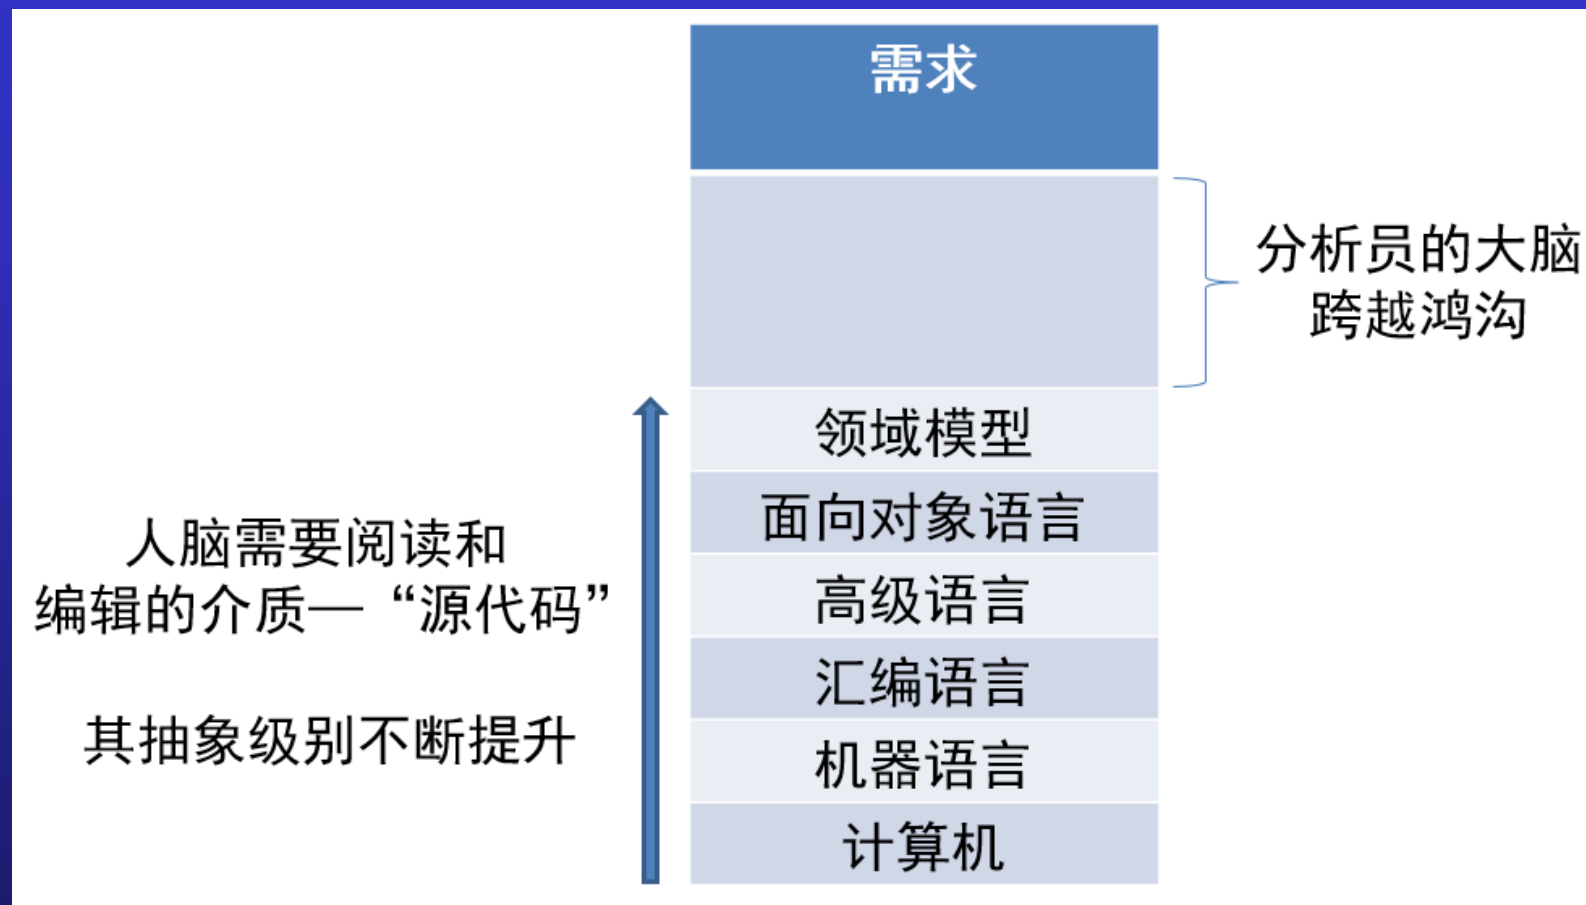 需求
分析员的大脑
跨越鸿沟
领域模型
面向对象语言
高级语言
汇编语言
机器语言
计算机
人脑需要阅读和
编辑的介质—“源代码”
其抽象级别不断提升